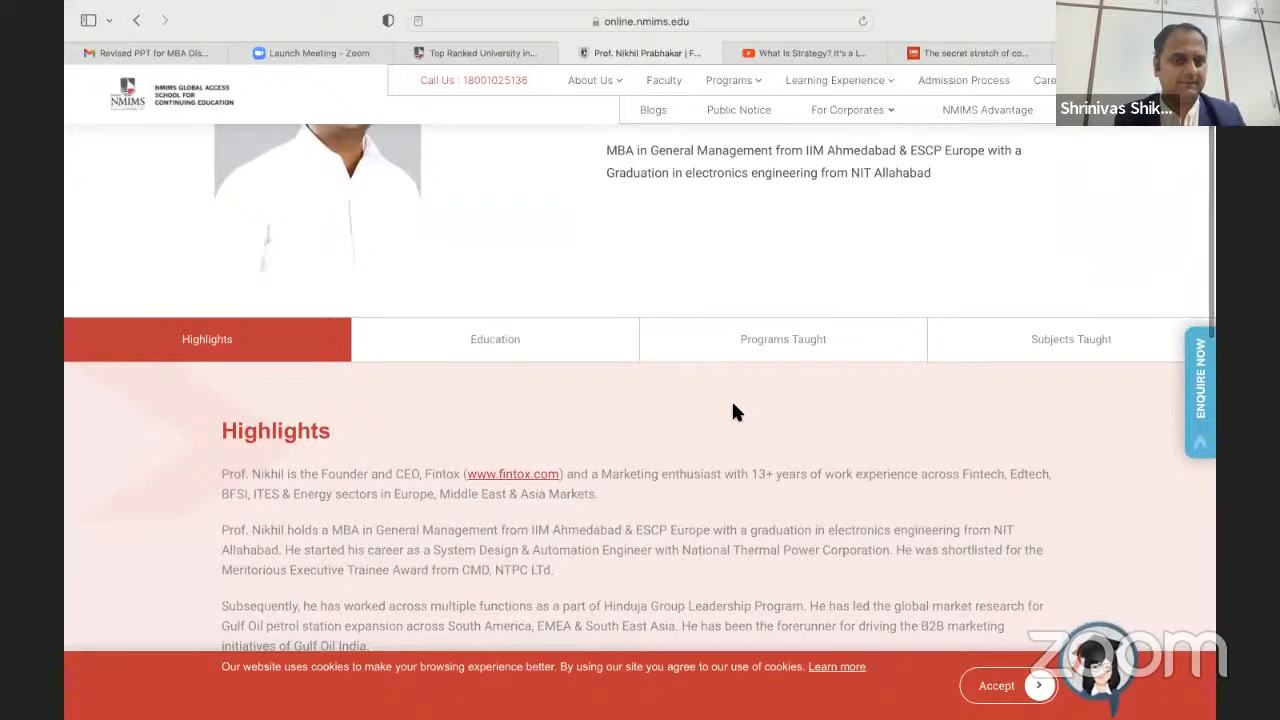 online.nmims.edu
Revised PPT for MBA Dis...
Launch Meeting - Zoom
Top Ranked University in...
Prof. Nikhil Prabhakar | F...
What Is Strategy? It's a L...
The secret stretch of co...
NMIMS
NMIMS GLOBAL ACCESS
SCHOOL FOR
CONTINUING EDUCATION
Call Us : 18001025136
About Us
Faculty
Programs
Learning Experience
Admission Process
Care
Blogs
Public Notice
For Corporates
NMIMS Advantage
Shrinivas Shik...
MBA in General Management from IIM Ahmedabad & ESCP Europe with a
Graduation in electronics engineering from NIT Allahabad
Highlights
Education
Programs Taught
Subjects Taught
ENQUIRE NOW
Highlights
Prof. Nikhil is the Founder and CEO, Fintox (www.fintox.com) and a Marketing enthusiast with 13+ years of work experience across Fintech, Edtech,
BFSI, ITES & Energy sectors in Europe, Middle East & Asia Markets.
Prof. Nikhil holds a MBA in General Management from IIM Ahmedabad & ESCP Europe with a graduation in electronics engineering from NIT
Allahabad. He started his career as a System Design & Automation Engineer with National Thermal Power Corporation. He was shortlisted for the
Meritorious Executive Trainee Award from CMD, NTPC LTd.
Subsequently, he has worked across multiple functions as a part of Hinduja Group Leadership Program. He has led the global market research for
Gulf Oil petrol station expansion across South America, EMEA & South East Asia. He has been the forerunner for driving the B2B marketing
initiatives of Gulf Oil India.
Our website uses cookies to make your browsing experience better. By using our site you agree to our use of cookies. Learn more
Accept
zoom